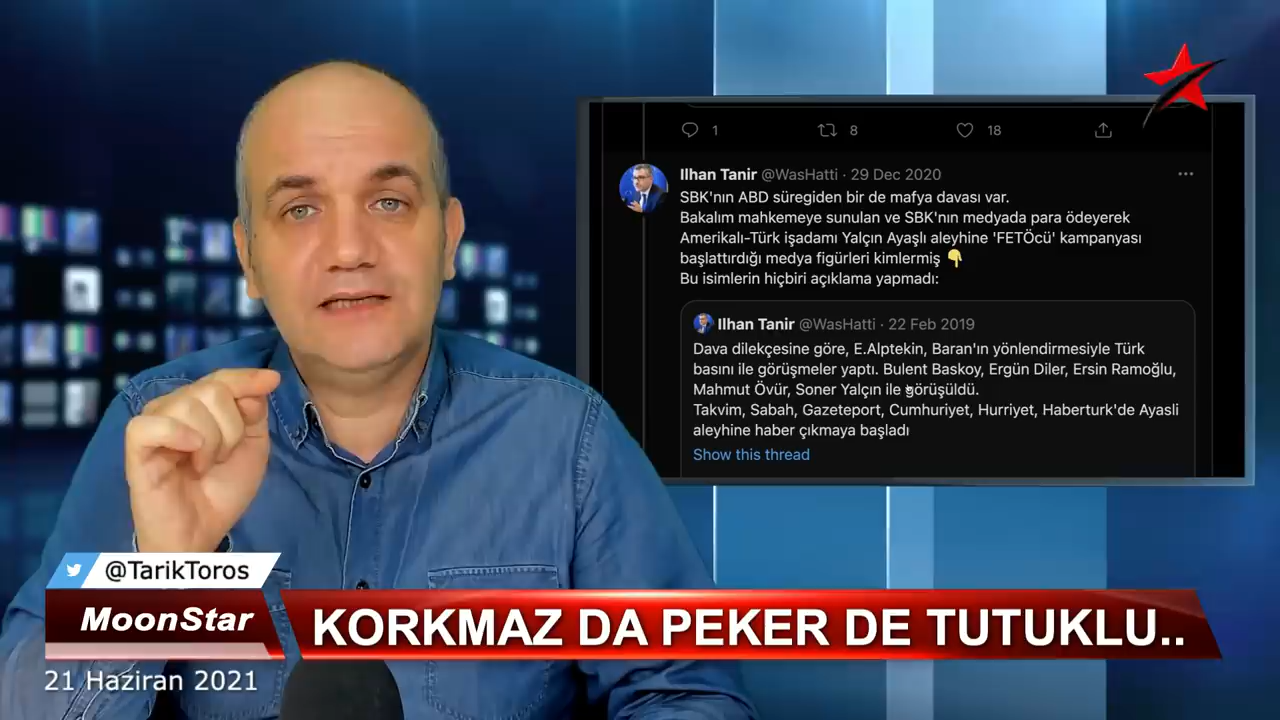 1 8 18
Ilhan Tanir @WasHatti · 29 Dec 2020
SBK'nın ABD süregiden bir de mafya davası var.
Bakalım mahkemeye sunulan ve SBK'nın medyada para ödeyerek
Amerikalı-Türk işadamı Yalçın Ayaşlı aleyhine 'FETÖcü' kampanyası
başlattırdığı medya figürleri kimlermiş 👇
Bu isimlerin hiçbiri açıklama yapmadı:
Ilhan Tanir @WasHatti · 22 Feb 2019
Dava dilekçesine göre, E.Alptekin, Baran'ın yönlendirmesiyle Türk
basını ile görüşmeler yaptı. Bulent Baskoy, Ergün Diler, Ersin Ramoğlu,
Mahmut Övür, Soner Yalçın ile görüşüldü.
Takvim, Sabah, Gazeteport, Cumhuriyet, Hurriyet, Haberturk'de Ayasli
aleyhine haber çıkmaya başladı
Show this thread
@TarikToros
MoonStar
KORKMAZ DA PEKER DE TUTUKLU..
21 Haziran 2021